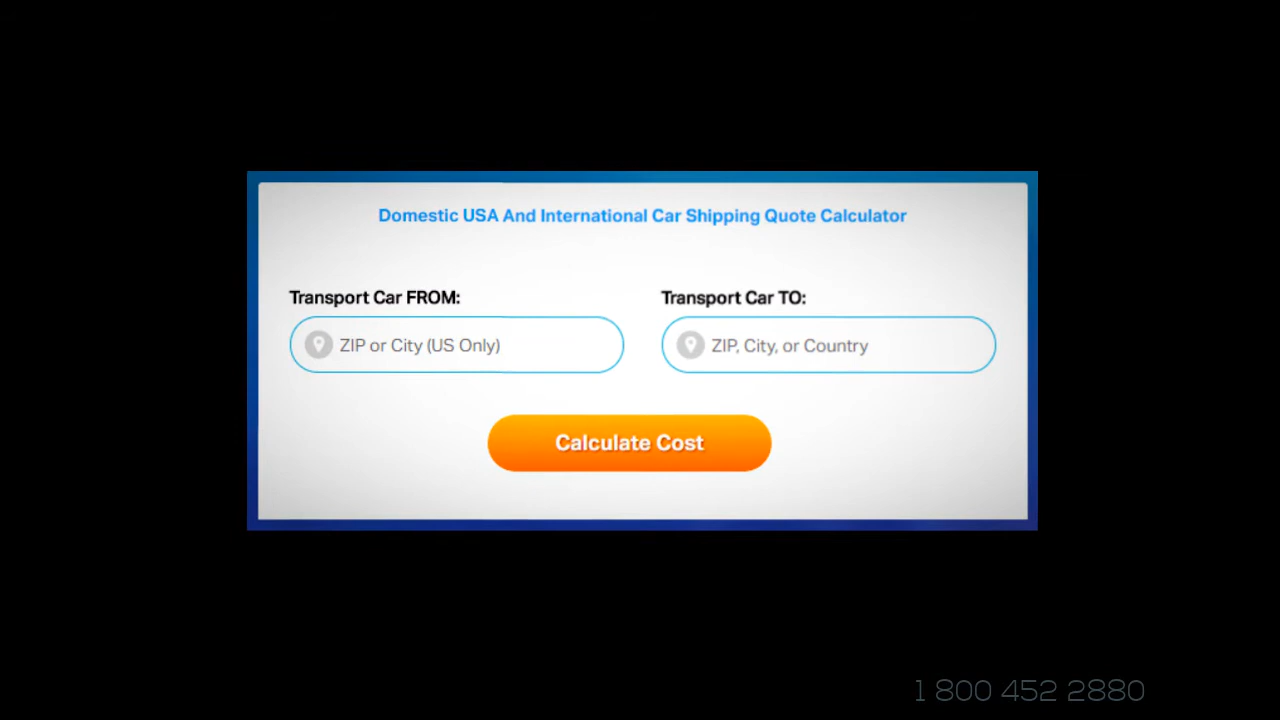 Domestic USA And International Car Shipping Quote Calculator
Transport Car FROM:
Transport Car TO:
ZIP or City (US Only)
ZIP, City, or Country
Calculate Cost
1 800 452 2880